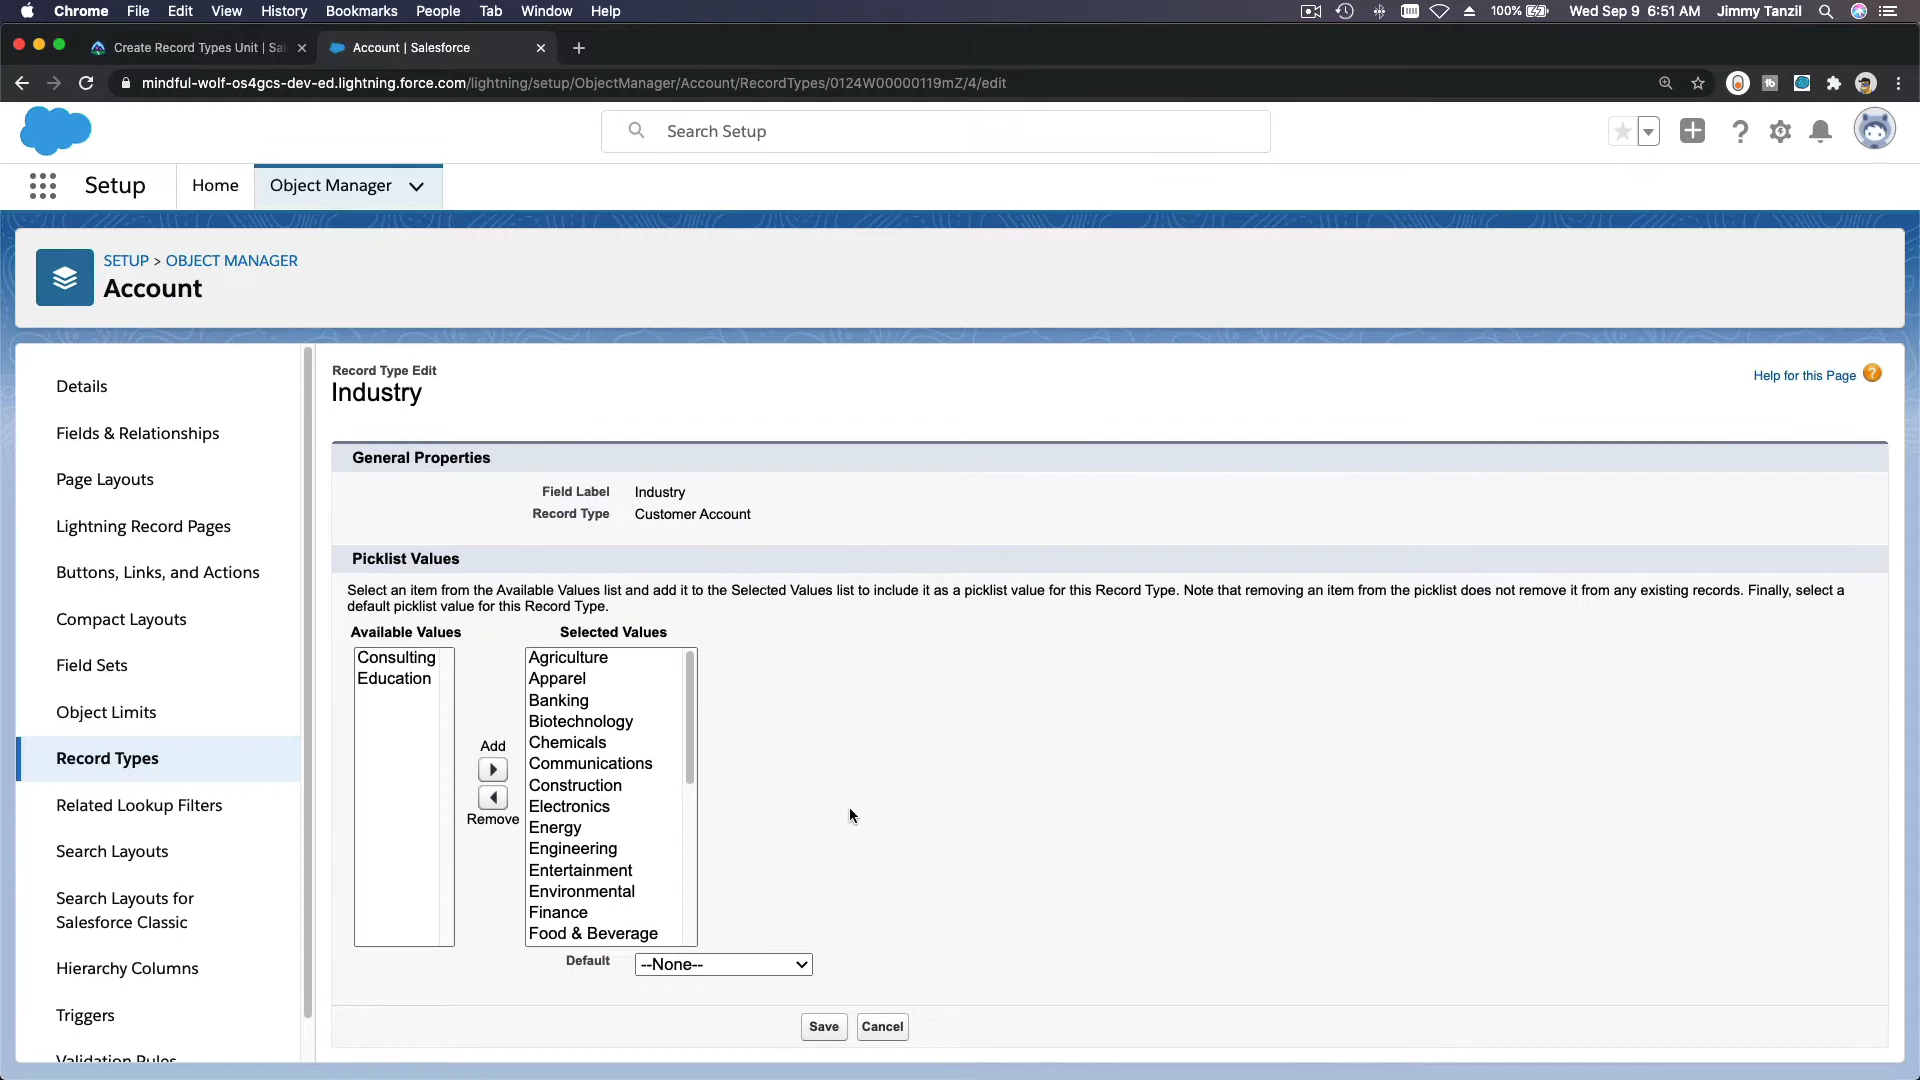 Chrome File Edit View History Bookmarks People Tab Window Help 100% Wed Sep 9 6:51 AM Jimmy Tanzil
Create Record Types Unit | Sal
Account | Salesforce
mindful-wolf-os4gcs-dev-ed.lightning.force.com/lightning/setup/ObjectManager/Account/RecordTypes/0124W00000119mZ/4/edit
Search Setup
Setup
Home
Object Manager
SETUP > OBJECT MANAGER
Account
Details
Fields & Relationships
Page Layouts
Lightning Record Pages
Buttons, Links, and Actions
Compact Layouts
Field Sets
Object Limits
Record Types
Related Lookup Filters
Search Layouts
Search Layouts for
Salesforce Classic
Hierarchy Columns
Triggers
Validation Rules
Record Type Edit
Industry
Help for this Page ?
General Properties
Field Label Industry
Record Type Customer Account
Picklist Values
Select an item from the Available Values list and add it to the Selected Values list to include it as a picklist value for this Record Type. Note that removing an item from the picklist does not remove it from any existing records. Finally, select a
default picklist value for this Record Type.
Available Values
Consulting
Education
Add
Remove
Selected Values
Agriculture
Apparel
Banking
Biotechnology
Chemicals
Communications
Construction
Electronics
Energy
Engineering
Entertainment
Environmental
Finance
Food & Beverage
Default --None--
Save Cancel